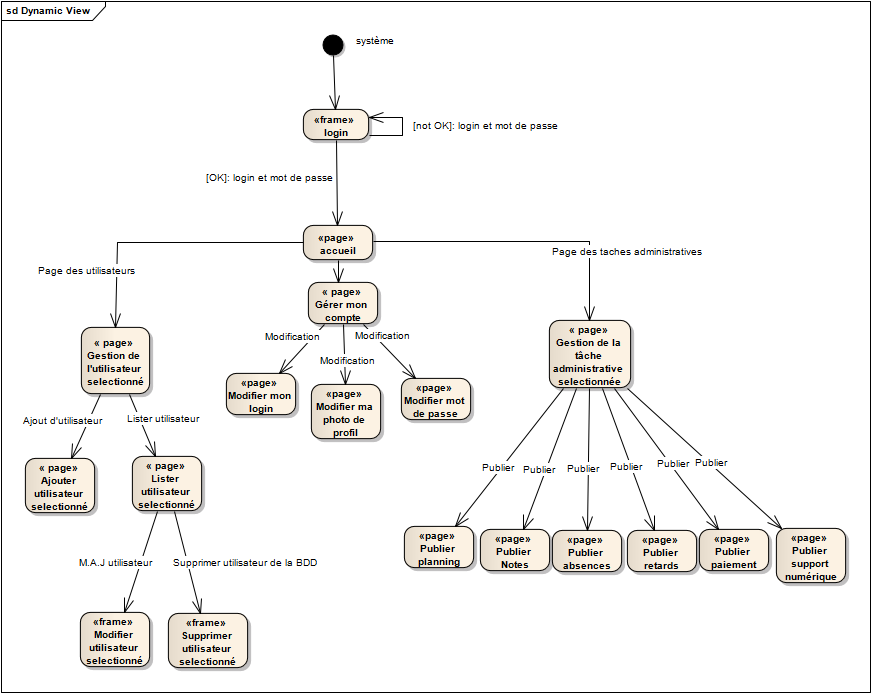 sd Dynamic View
système
«frame»
login
[not OK]: login et mot de passe
[OK]: login et mot de passe
«page»
accueil
Page des utilisateurs
Page des taches administratives
« page»
Gérer mon
compte
« page»
Gestion de
l'utilisateur
selectionné
« page»
Gestion de la
tâche
administrative
selectionnée
Modification
Modification
Modification
«page»
Modifier mon
login
«page»
Modifier ma
photo de
profil
«page»
Modifier mot
de passe
Ajout d'utilisateur
Lister utilisateur
« page»
Ajouter
utilisateur
selectionné
« page»
Lister
utilisateur
selectionné
Publier
Publier
Publier
Publier
Publier
Publier
«page»
Publier
planning
«page»
Publier
Notes
«page»
Publier
absences
«page»
Publier
retards
«page»
Publier
paiement
«page»
Publier
support
numérique
M.A.J utilisateur
Supprimer utilisateur de la BDD
«frame»
Modifier
utilisateur
selectionné
«frame»
Supprimer
utilisateur
selectionné